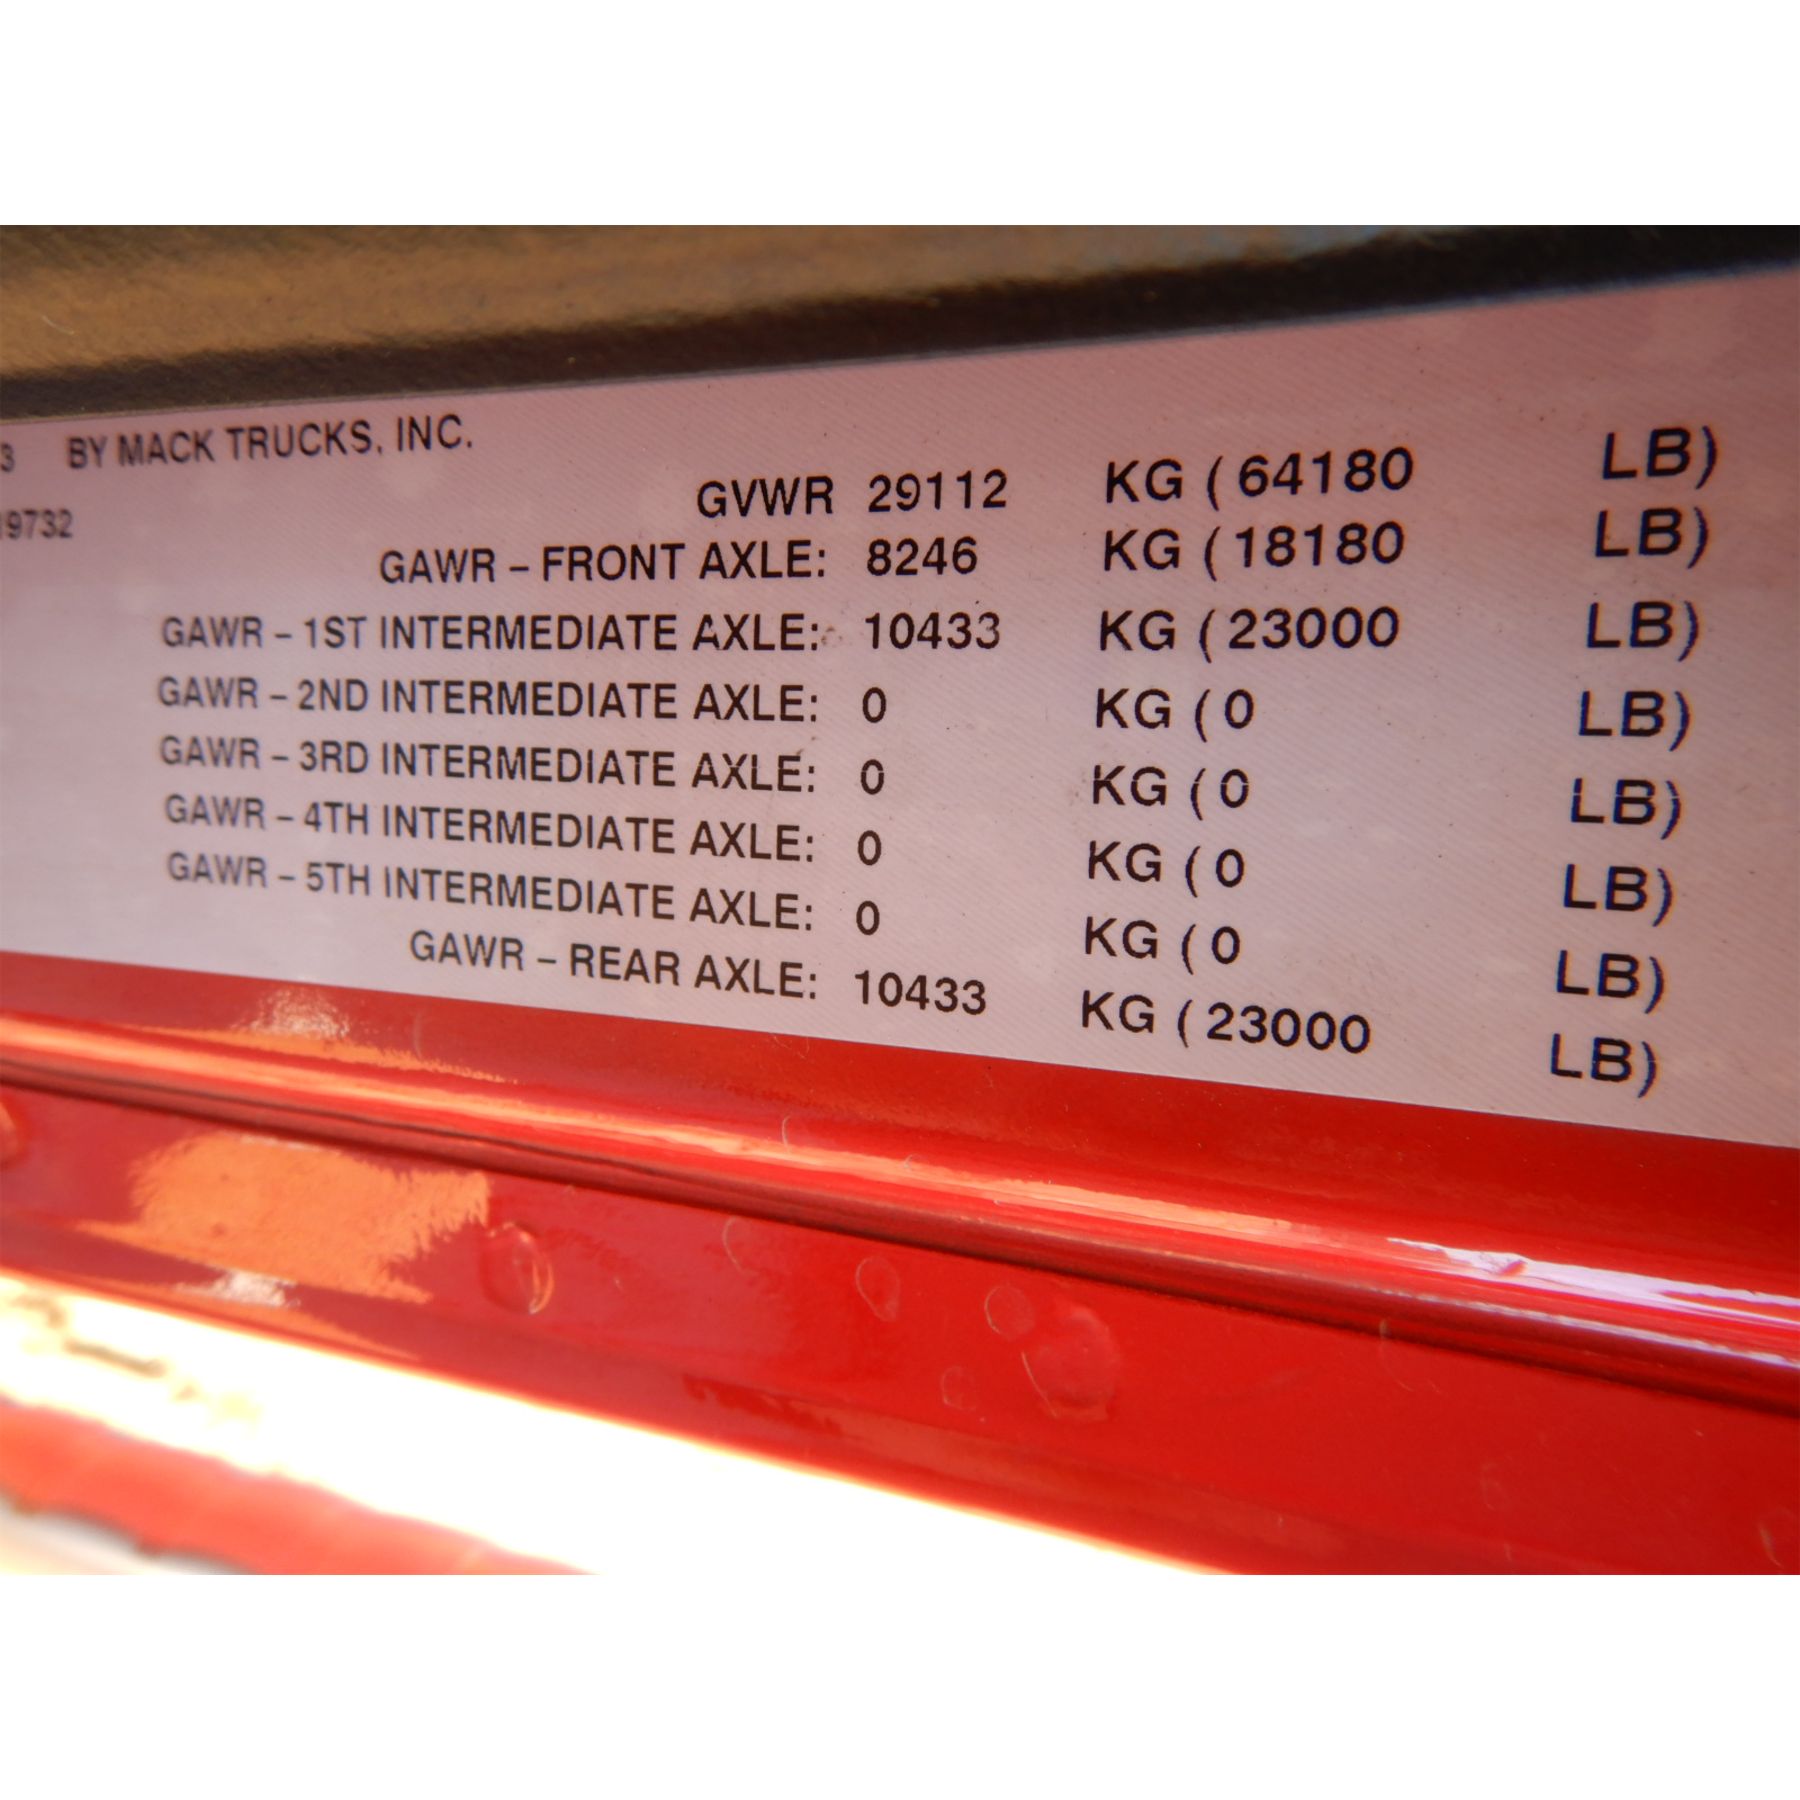 3 BY MACK TRUCKS, INC.
19732
GVWR 29112 KG (64180 LB)
GAWR – FRONT AXLE: 8246 KG (18180 LB)
GAWR – 1ST INTERMEDIATE AXLE: 10433 KG (23000 LB)
GAWR – 2ND INTERMEDIATE AXLE: 0 KG (0 LB)
GAWR – 3RD INTERMEDIATE AXLE: 0 KG (0 LB)
GAWR – 4TH INTERMEDIATE AXLE: 0 KG (0 LB)
GAWR – 5TH INTERMEDIATE AXLE: 0 KG (0 LB)
GAWR – REAR AXLE: 10433 KG (23000 LB)